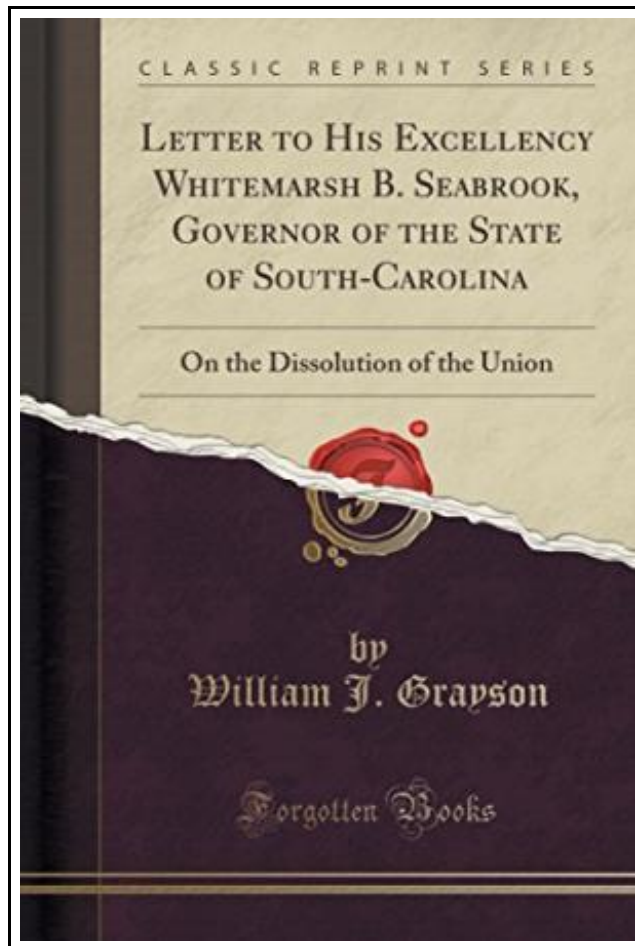 CLASSIC REPRINT SERIES
LETTER TO HIS EXCELLENCY
WHITEMARSH B. SEABROOK,
GOVERNOR OF THE STATE
OF SOUTH-CAROLINA
On the Dissolution of the Union
by
William J. Grayson
Forgotten Books